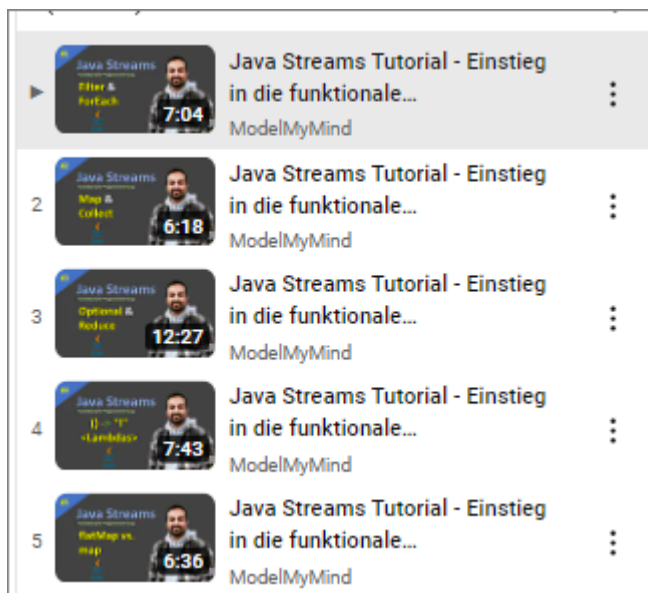 Java Streams
Filter &
ForEach
7:04
Java Streams Tutorial - Einstieg
in die funktionale...
ModelMyMind
2
Java Streams
Map &
Collect
6:18
Java Streams Tutorial - Einstieg
in die funktionale...
ModelMyMind
3
Java Streams
Optional &
Reduce
12:27
Java Streams Tutorial - Einstieg
in die funktionale...
ModelMyMind
4
Java Streams
() -> "1"
<Lambdas>
7:43
Java Streams Tutorial - Einstieg
in die funktionale...
ModelMyMind
5
Java Streams
flatMap vs.
map
6:36
Java Streams Tutorial - Einstieg
in die funktionale...
ModelMyMind